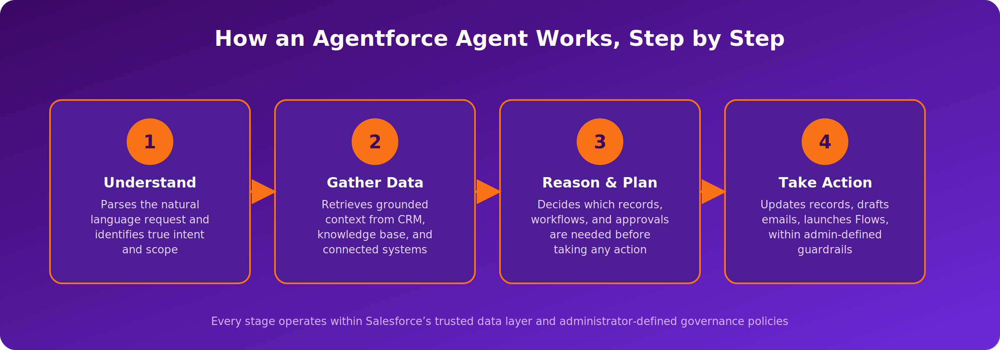 How an Agentforce Agent Works, Step by Step
1
Understand
Parses the natural
language request and
identifies true intent
and scope
2
Gather Data
Retrieves grounded
context from CRM,
knowledge base, and
connected systems
3
Reason & Plan
Decides which records,
workflows, and approvals
are needed before
taking any action
4
Take Action
Updates records, drafts
emails, launches Flows,
within admin-defined
guardrails
Every stage operates within Salesforce’s trusted data layer and administrator-defined governance policies